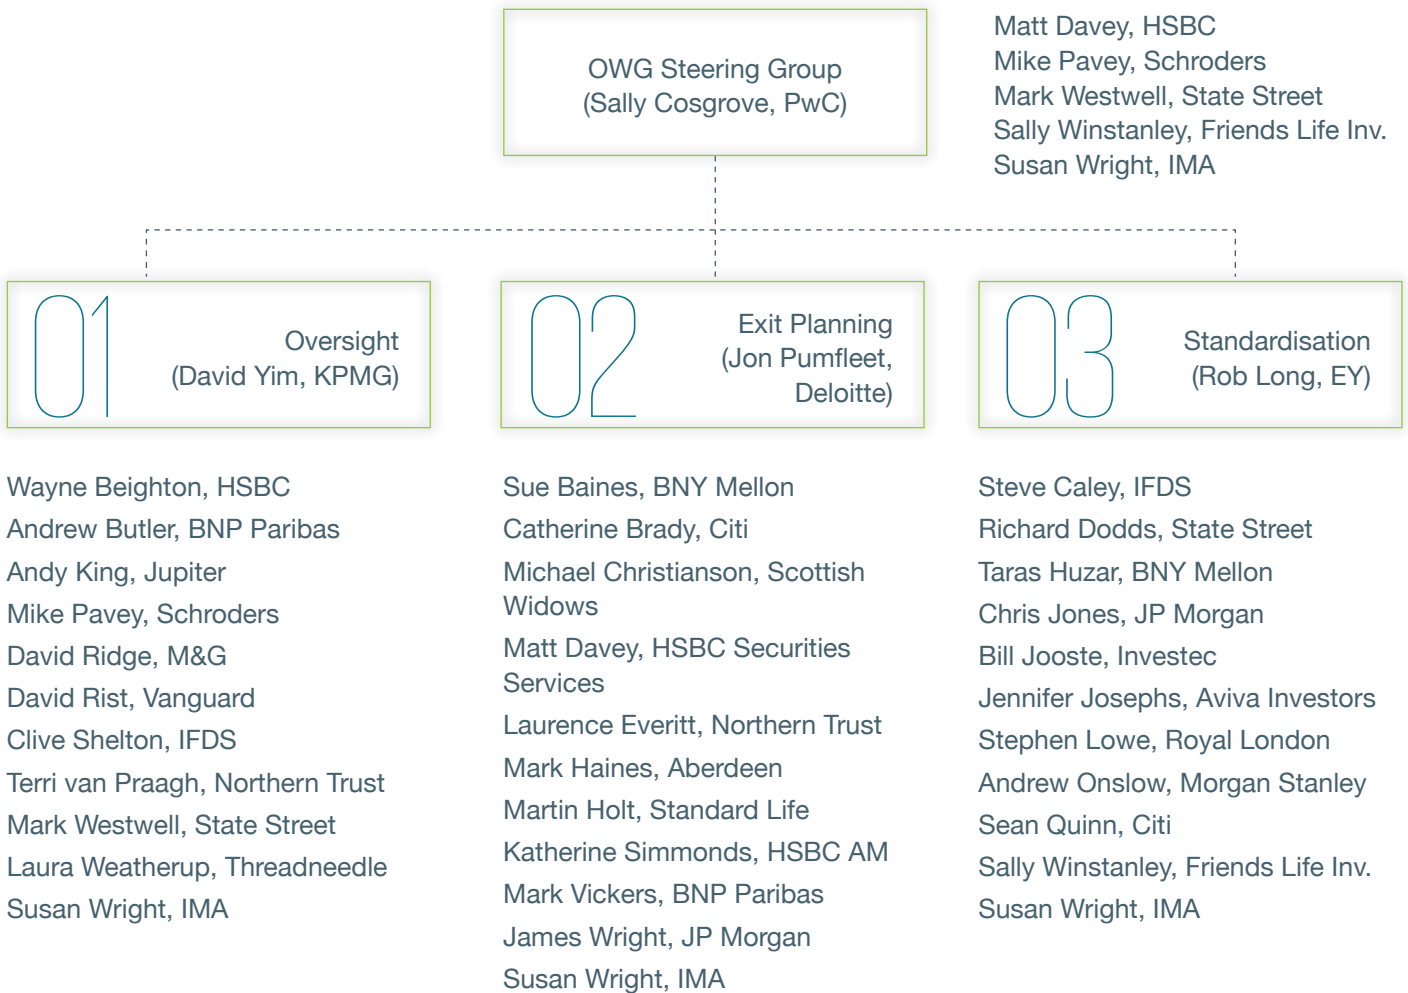 OWG Steering Group
(Sally Cosgrove, PwC)
Matt Davey, HSBC
Mike Pavey, Schroders
Mark Westwell, State Street
Sally Winstanley, Friends Life Inv.
Susan Wright, IMA
01
Oversight
(David Yim, KPMG)
Wayne Beighton, HSBC
Andrew Butler, BNP Paribas
Andy King, Jupiter
Mike Pavey, Schroders
David Ridge, M&G
David Rist, Vanguard
Clive Shelton, IFDS
Terri van Praagh, Northern Trust
Mark Westwell, State Street
Laura Weatherup, Threadneedle
Susan Wright, IMA
02
Exit Planning
(Jon Pumfleet,
Deloitte)
Sue Baines, BNY Mellon
Catherine Brady, Citi
Michael Christianson, Scottish
Widows
Matt Davey, HSBC Securities
Services
Laurence Everitt, Northern Trust
Mark Haines, Aberdeen
Martin Holt, Standard Life
Katherine Simmonds, HSBC AM
Mark Vickers, BNP Paribas
James Wright, JP Morgan
Susan Wright, IMA
03
Standardisation
(Rob Long, EY)
Steve Caley, IFDS
Richard Dodds, State Street
Taras Huzar, BNY Mellon
Chris Jones, JP Morgan
Bill Jooste, Investec
Jennifer Josephs, Aviva Investors
Stephen Lowe, Royal London
Andrew Onslow, Morgan Stanley
Sean Quinn, Citi
Sally Winstanley, Friends Life Inv.
Susan Wright, IMA